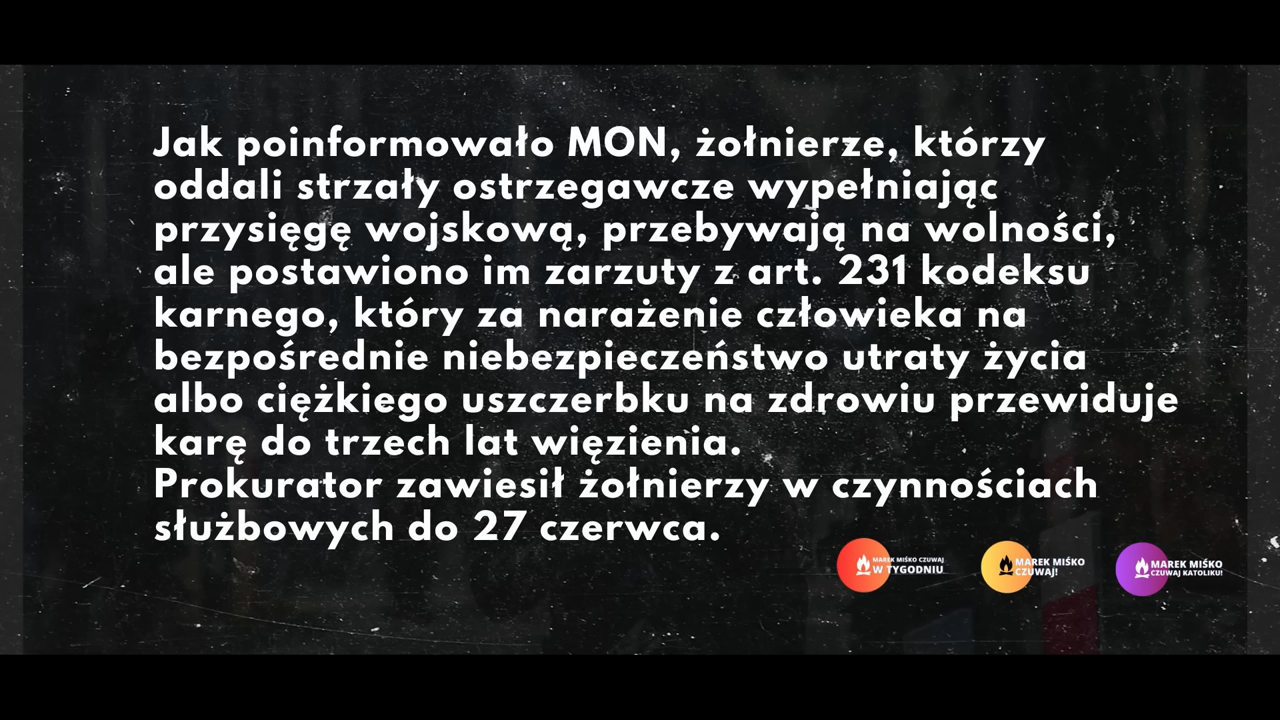 Jak poinformowało MON, żołnierze, którzy
oddali strzały ostrzegawcze wypełniając
przysięgę wojskową, przebywają na wolności,
ale postawiono im zarzuty z art. 231 kodeksu
karnego, który za narażenie człowieka na
bezpośrednie niebezpieczeństwo utraty życia
albo ciężkiego uszczerbku na zdrowiu przewiduje
karę do trzech lat więzienia.
Prokurator zawiesił żołnierzy w czynnościach
służbowych do 27 czerwca.
MAREK MIŚKO CZUWAJ
W TYGODNIU
MAREK MIŚKO
CZUWAJ!
MAREK MIŚKO
CZUWAJ KATOLIKU!